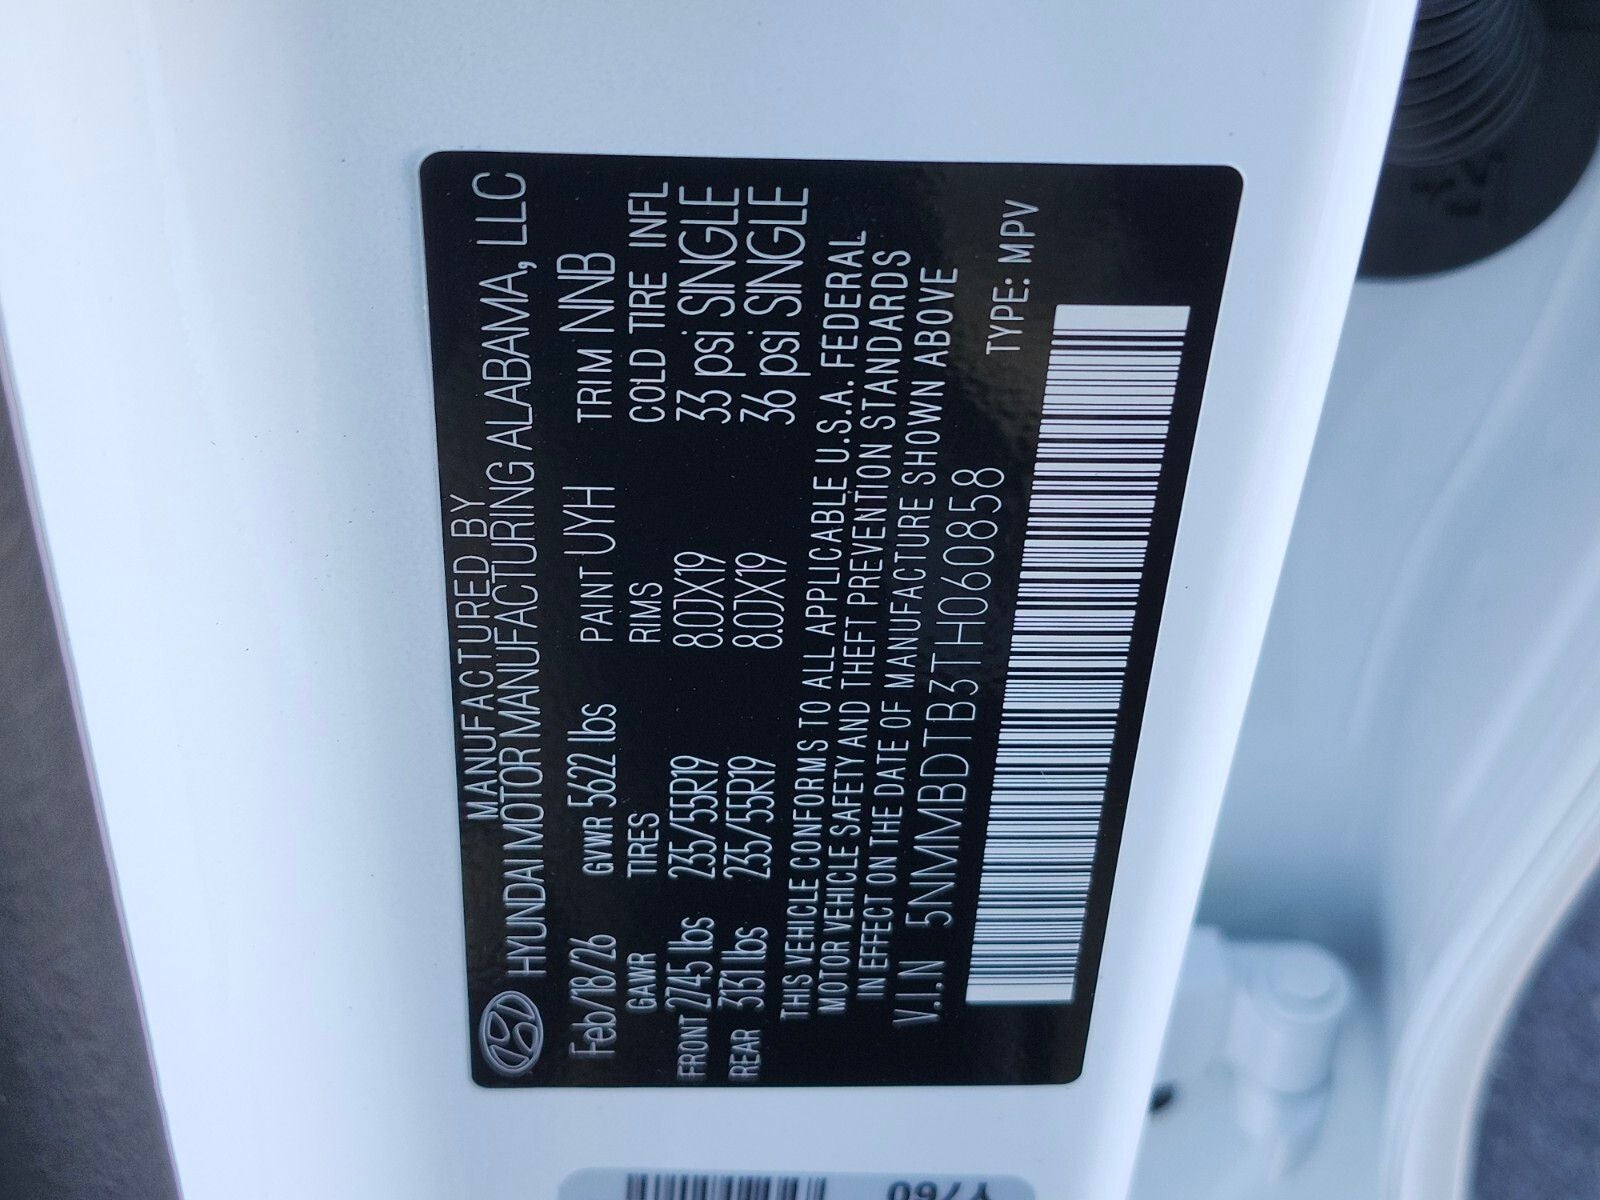 MANUFACTURED BY
HYUNDAI MOTOR MANUFACTURING ALABAMA, LLC
Feb/18/26 GVWR 5622 lbs PAINT UYH TRIM NNB
GAWR TIRES RIMS COLD TIRE INFL
FRONT 2745 lbs 235/55R19 8.0JX19 33 psi SINGLE
REAR 3131 lbs 235/55R19 8.0JX19 36 psi SINGLE
THIS VEHICLE CONFORMS TO ALL APPLICABLE U.S.A. FEDERAL
MOTOR VEHICLE SAFETY AND THEFT PREVENTION STANDARDS
IN EFFECT ON THE DATE OF MANUFACTURE SHOWN ABOVE
V.I.N 5NMMBDTB3TH060858 TYPE: MPV
Y760